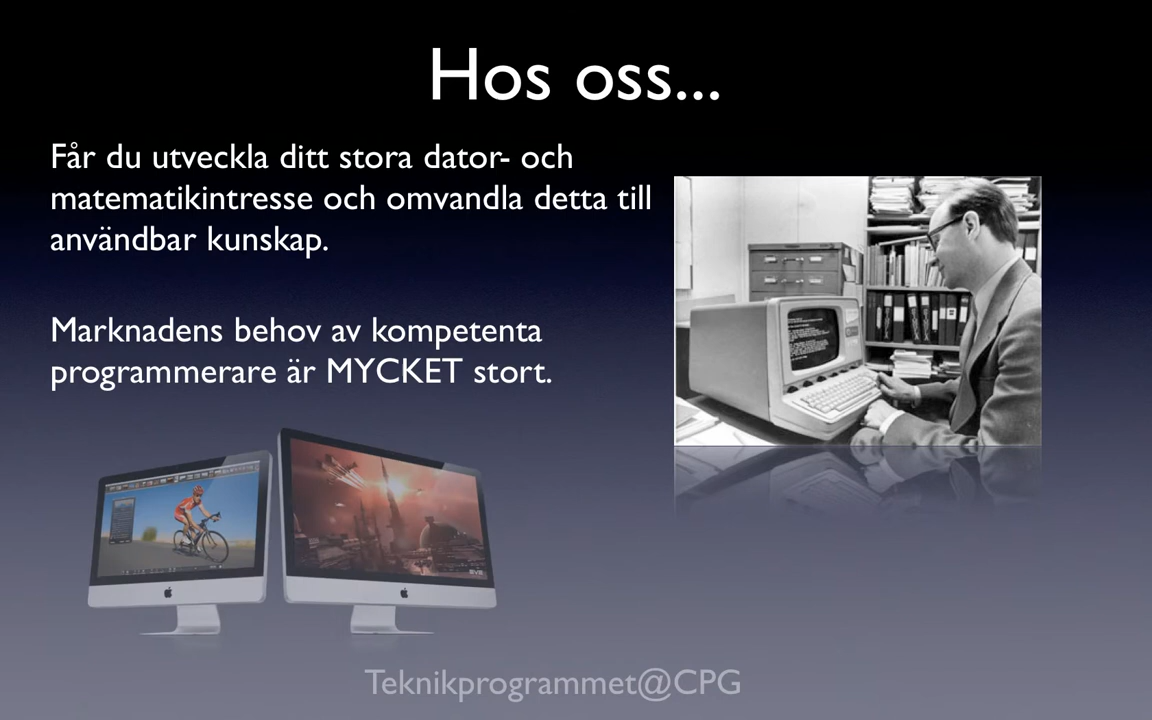 Hos oss...
Får du utveckla ditt stora dator- och
matematikintresse och omvandla detta till
användbar kunskap.
Marknadens behov av kompetenta
programmerare är MYCKET stort.
Teknikprogrammet@CPG